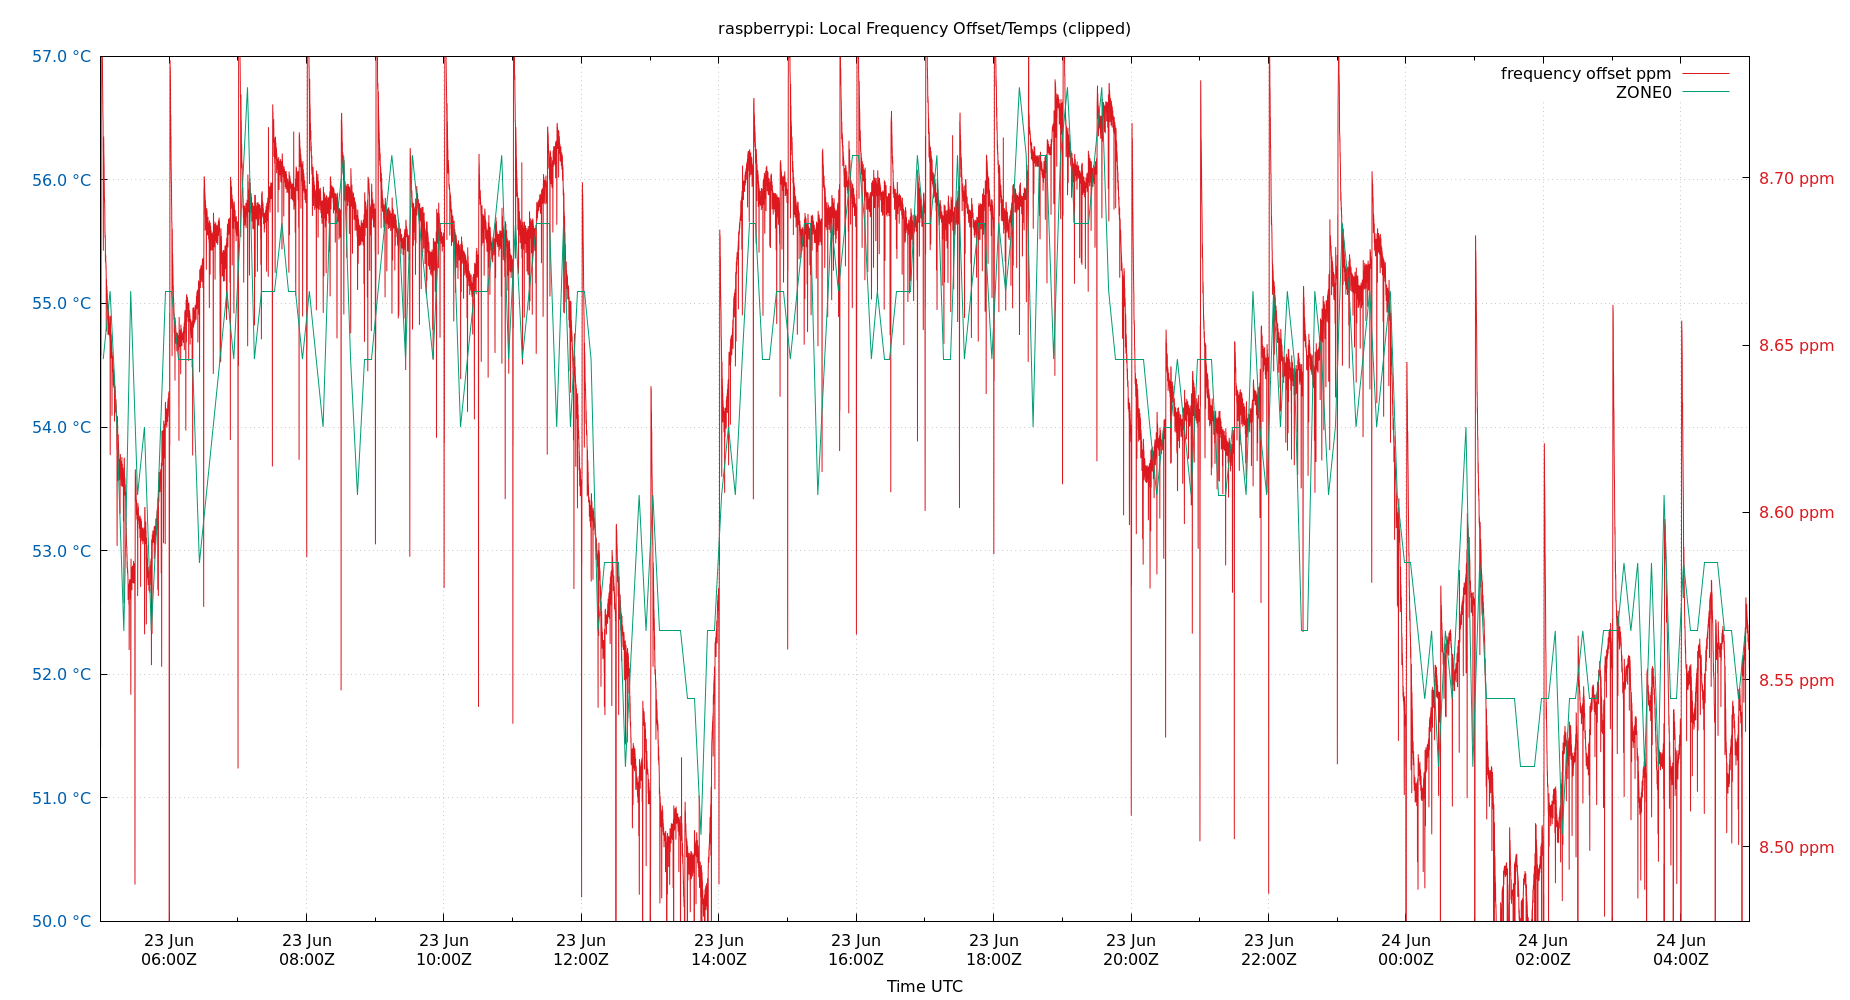 raspberrypi: Local Frequency Offset/Temps (clipped)
57.0 °C
56.0 °C
55.0 °C
54.0 °C
53.0 °C
52.0 °C
51.0 °C
50.0 °C
frequency offset ppm
ZONE0
8.70 ppm
8.65 ppm
8.60 ppm
8.55 ppm
8.50 ppm
23 Jun
06:00Z
23 Jun
08:00Z
23 Jun
10:00Z
23 Jun
12:00Z
23 Jun
14:00Z
23 Jun
16:00Z
23 Jun
18:00Z
23 Jun
20:00Z
23 Jun
22:00Z
24 Jun
00:00Z
24 Jun
02:00Z
24 Jun
04:00Z
Time UTC